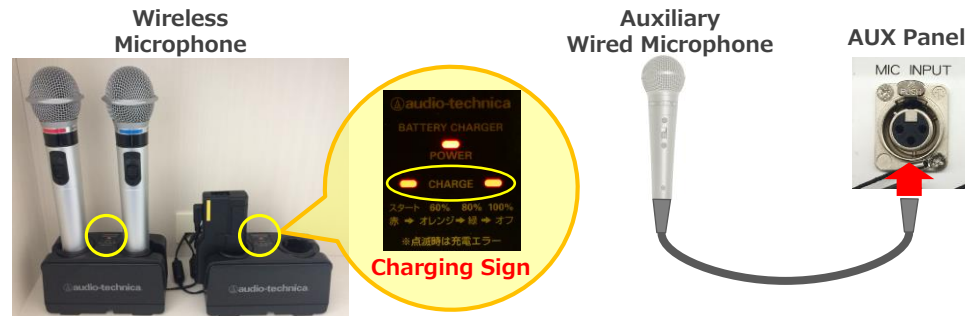 Wireless
Microphone
audio-technica
audio-technica
audio-technica
BATTERY CHARGER
POWER
CHARGE
スタート 60% 80% 100%
赤 ➔ オレンジ ➔ 緑 ➔ オフ
※点滅時は充電エラー
Charging Sign
Auxiliary
Wired Microphone
AUX Panel
MIC INPUT
PUSH